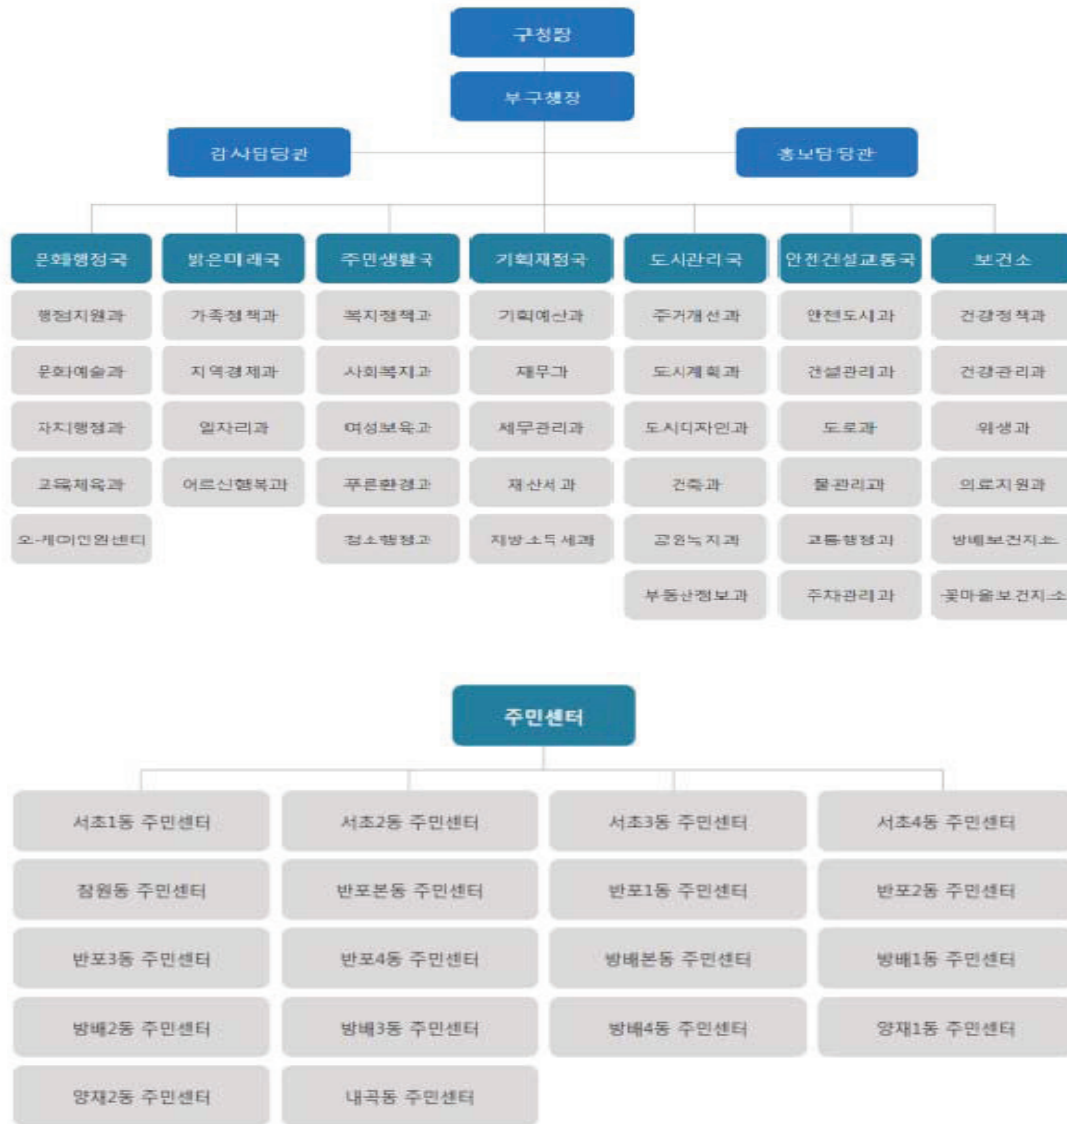 구청장
부구청장
감사담당관 홍보담당관
문화행정국 밝은미래국 주민생활국 기획재정국 도시관리국 안전건설교통국 보건소
행정지원과 가족정책과 복지정책과 기획예산과 주거개선과 안전도시과 건강정책과
문화예술과 지역경제과 사회복지과 재무과 도시계획과 건설관리과 건강관리과
자치행정과 일자리과 여성보육과 세무관리과 도시디자인과 도로과 위생과
교육체육과 어르신행복과 푸른환경과 재산세과 건축과 물관리과 의료지원과
오케이민원센터 청소행정과 지방소득세과 공원녹지과 교통행정과 방배보건지소
부동산정보과 주차관리과 꽃마을보건지소
주민센터
서초1동 주민센터 서초2동 주민센터 서초3동 주민센터 서초4동 주민센터
잠원동 주민센터 반포본동 주민센터 반포1동 주민센터 반포2동 주민센터
반포3동 주민센터 반포4동 주민센터 방배본동 주민센터 방배1동 주민센터
방배2동 주민센터 방배3동 주민센터 방배4동 주민센터 양재1동 주민센터
양재2동 주민센터 내곡동 주민센터